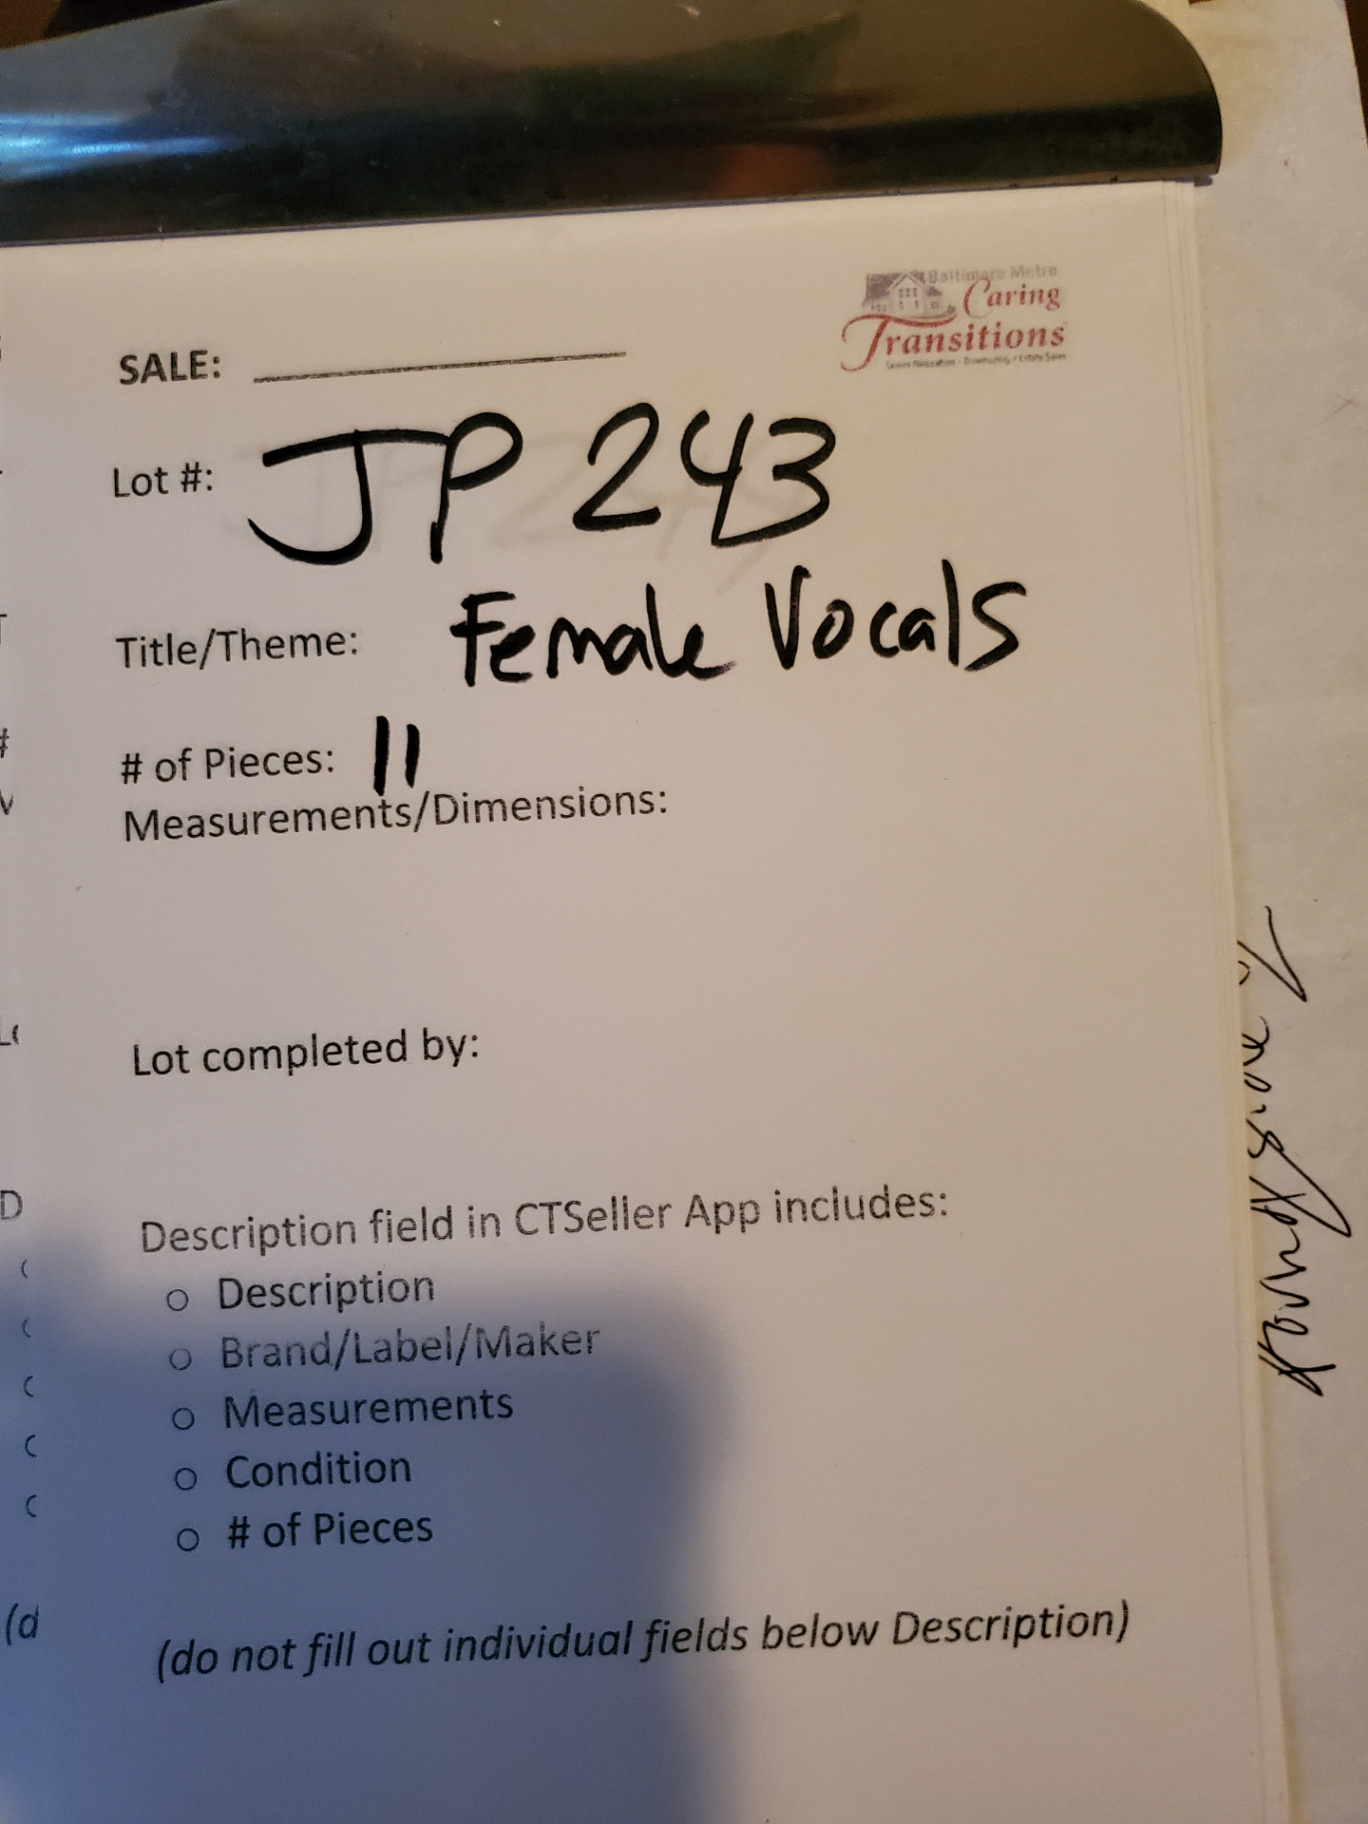 Baltimore Metro
Caring
Transitions
SALE:
Lot #: JP 243
Title/Theme: Female Vocals
# of Pieces: 11
Measurements/Dimensions:
Lot completed by:
Description field in CTSeller App includes:
○ Description
○ Brand/Label/Maker
○ Measurements
○ Condition
○ # of Pieces
(do not fill out individual fields below Description)
(d